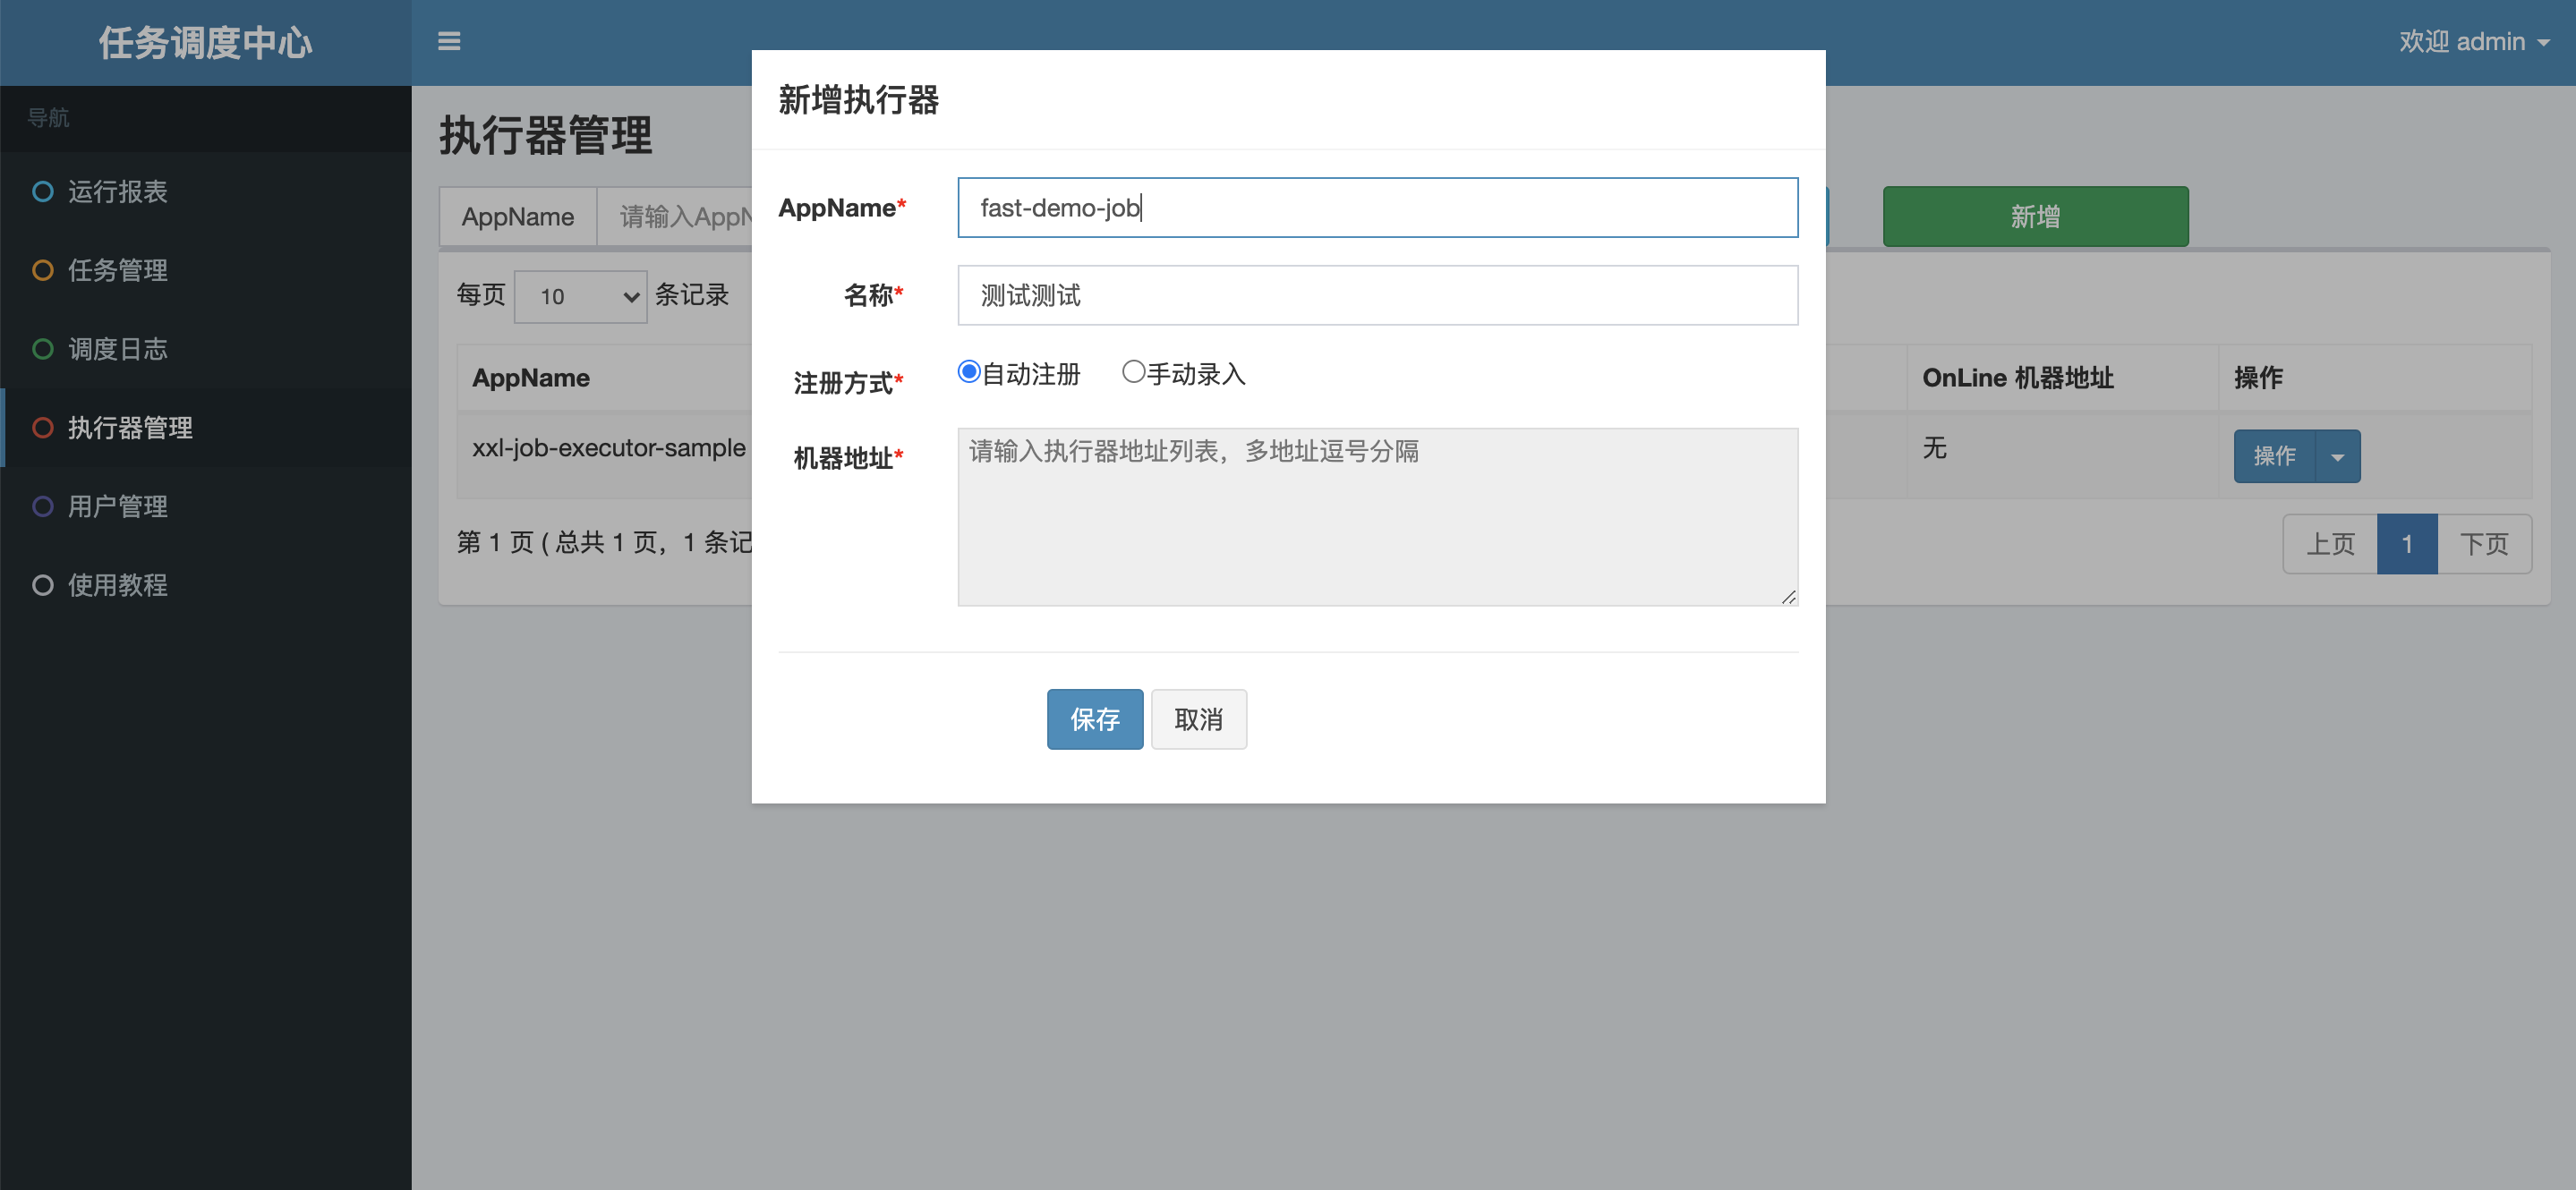 任务调度中心
欢迎 admin
导航
运行报表
任务管理
调度日志
执行器管理
用户管理
使用教程
执行器管理
AppName
请输入AppN
新增
每页 10 条记录
AppName
OnLine 机器地址
操作
xxl-job-executor-sample
无
操作
第 1 页 ( 总共 1 页，1 条记
上页
1
下页
新增执行器
AppName*
fast-demo-job
名称*
测试测试
注册方式*
自动注册
手动录入
机器地址*
请输入执行器地址列表，多地址逗号分隔
保存
取消